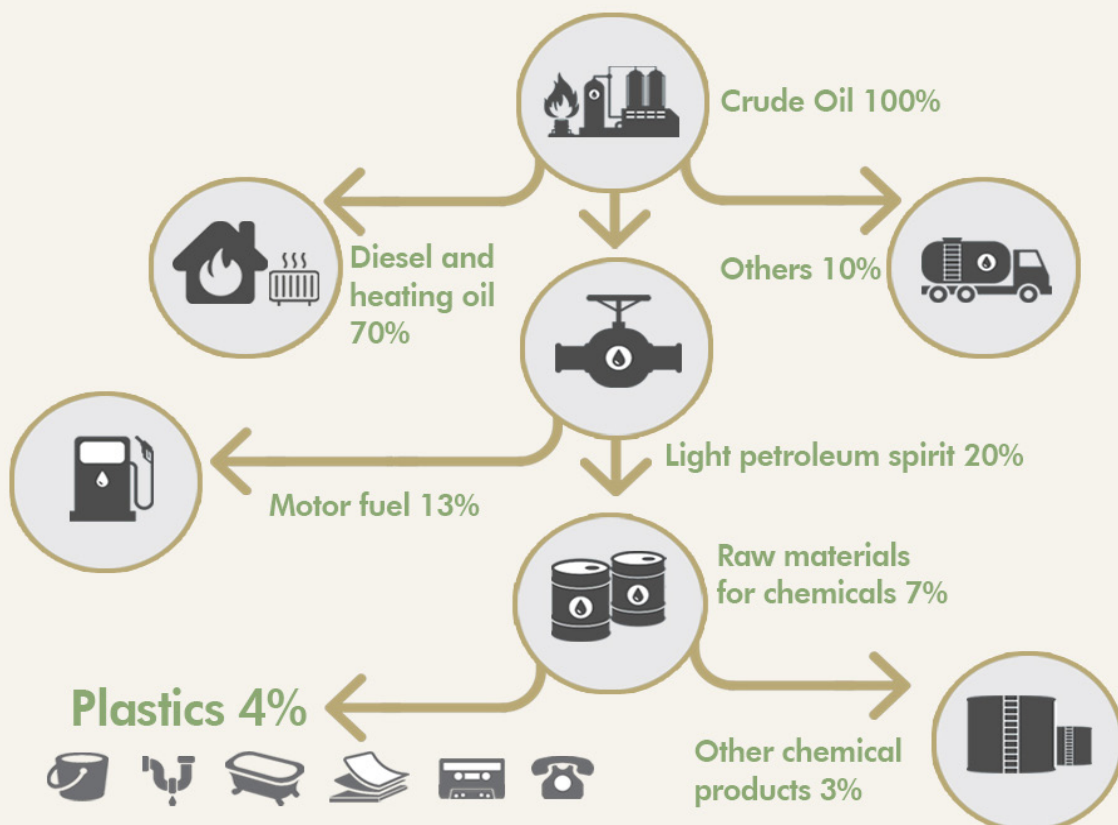 Crude Oil 100%
Diesel and
heating oil
70%
Others 10%
Light petroleum spirit 20%
Motor fuel 13%
Raw materials
for chemicals 7%
Plastics 4%
Other chemical
products 3%